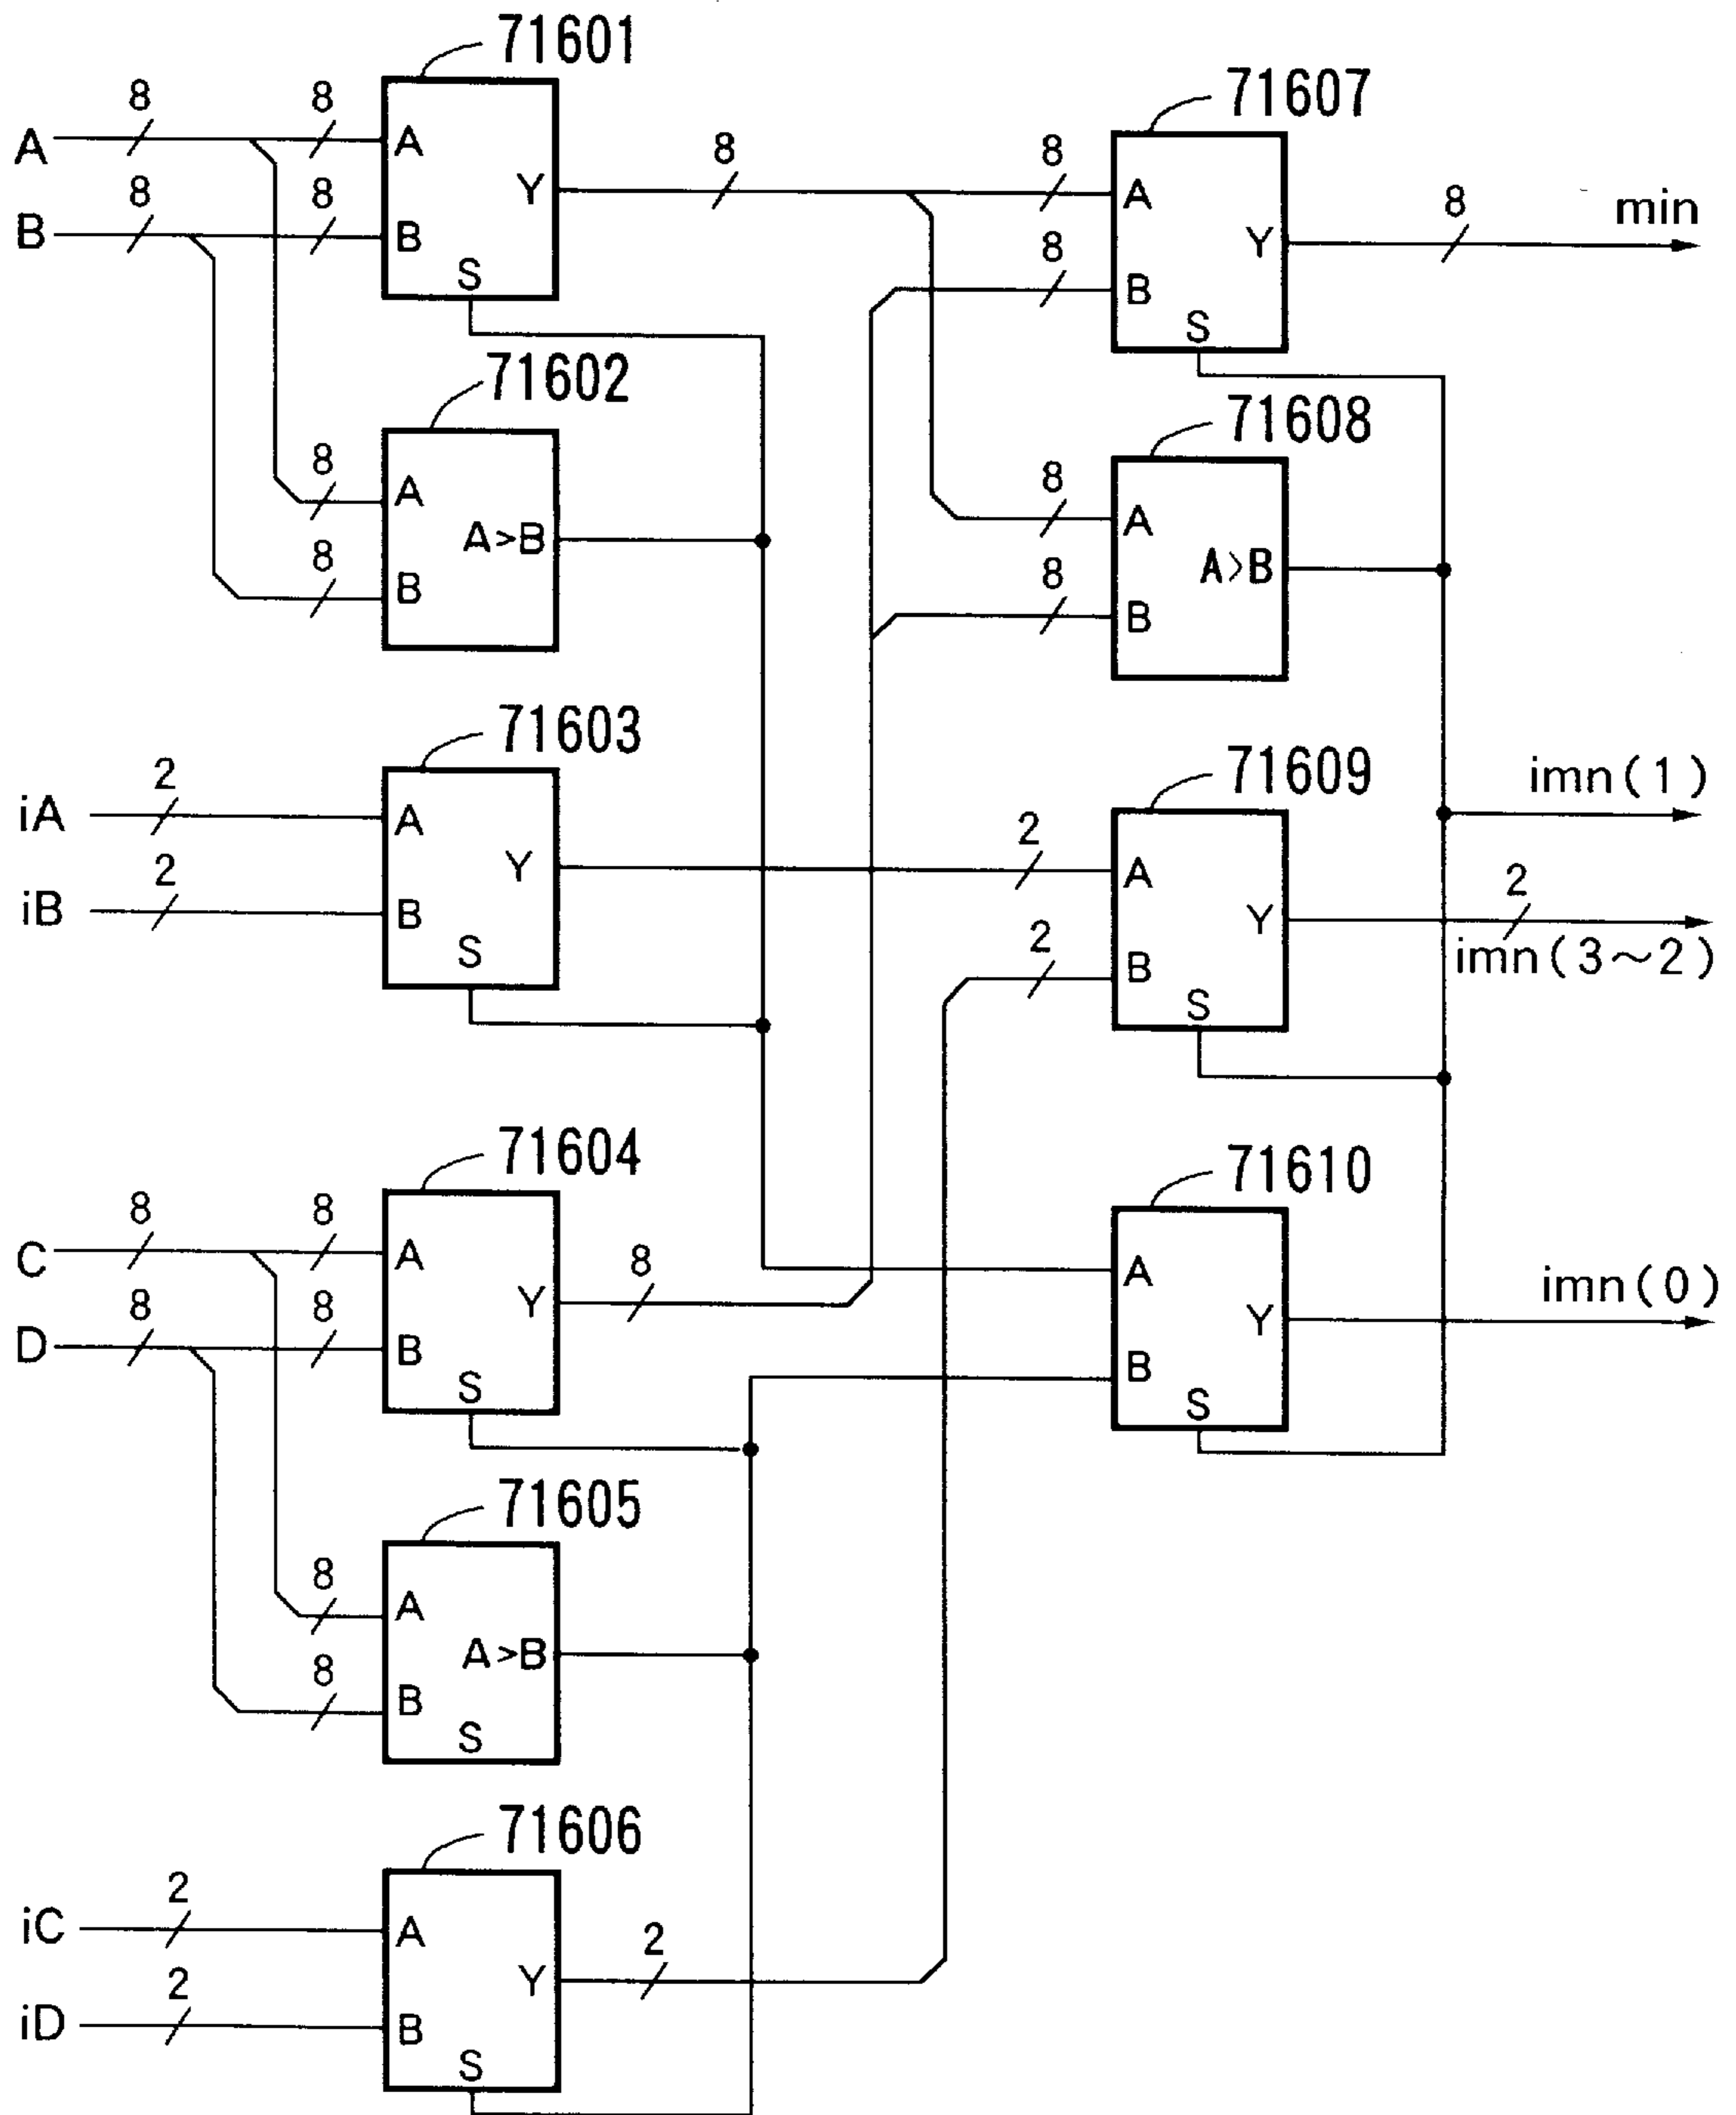 71601
8 8
A A
8 8 Y
B B
S
71602
8
A
A>B
8
B
71603
2
iA A
Y
2
iB B
S
71604
8 8
C A
8 8 Y 8
D B
S
71605
8
A
A>B
8
B
S
71606
2
iC A
Y 2
2
iD B
S
71607
8 8
A
8 Y 8 min
B
S
71608
8
A
A>B
8
B
S
imn(1)
71609
2
A
Y 2
2
B imn(3~2)
S
71610
A
Y imn(0)
B
S